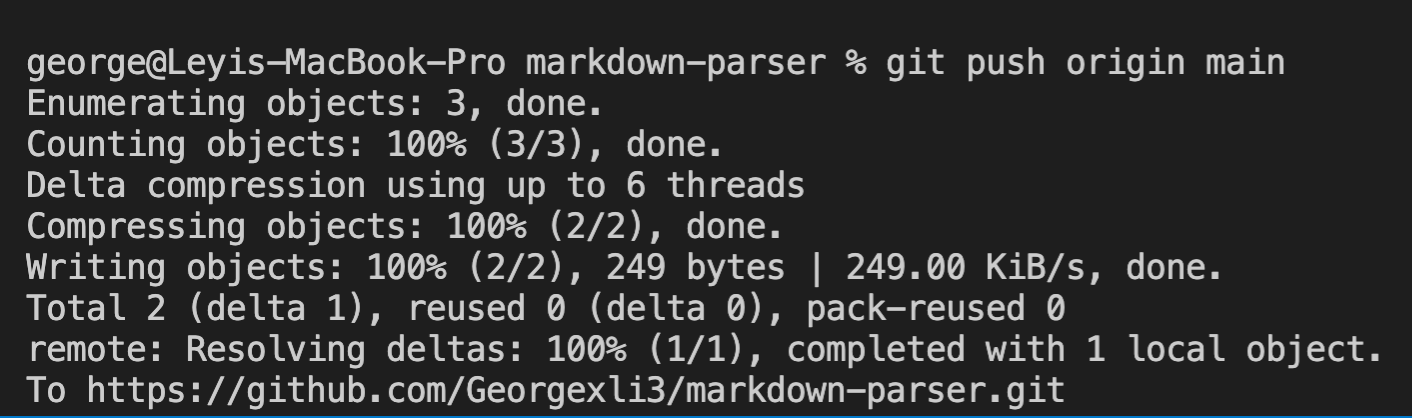 george@Leyis-MacBook-Pro markdown-parser % git push origin main
Enumerating objects: 3, done.
Counting objects: 100% (3/3), done.
Delta compression using up to 6 threads
Compressing objects: 100% (2/2), done.
Writing objects: 100% (2/2), 249 bytes | 249.00 KiB/s, done.
Total 2 (delta 1), reused 0 (delta 0), pack-reused 0
remote: Resolving deltas: 100% (1/1), completed with 1 local object.
To https://github.com/Georgexli3/markdown-parser.git